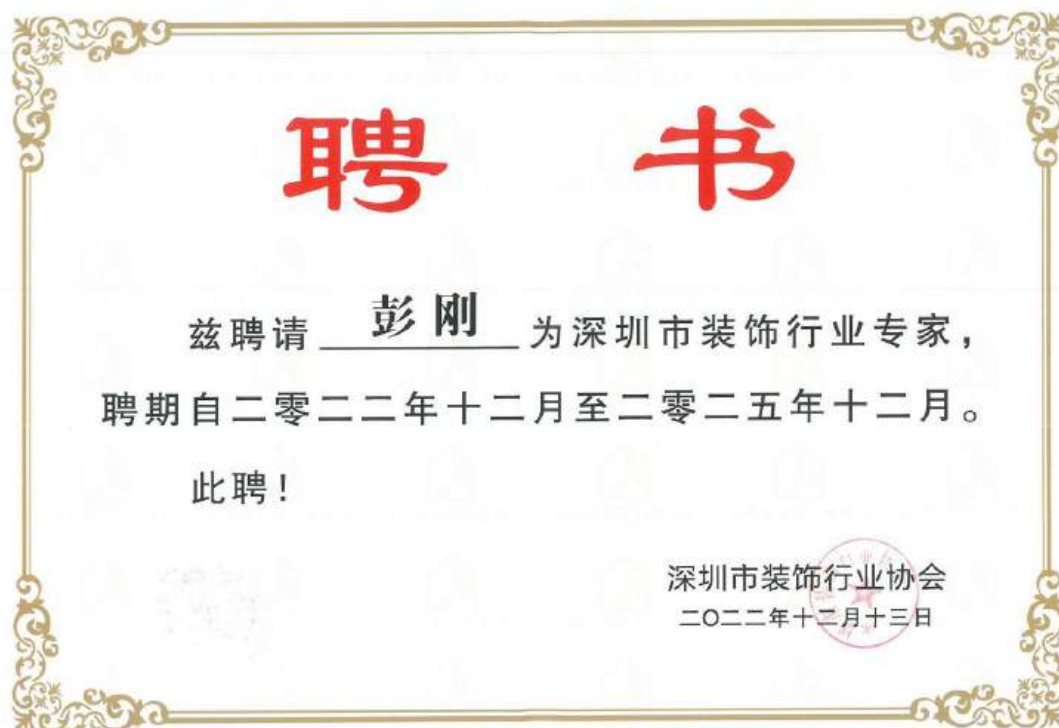 聘 书
兹聘请 彭刚 为深圳市装饰行业专家，
聘期自二零二二年十二月至二零二五年十二月。
此聘！
深圳市装饰行业协会
二〇二二年十二月十三日